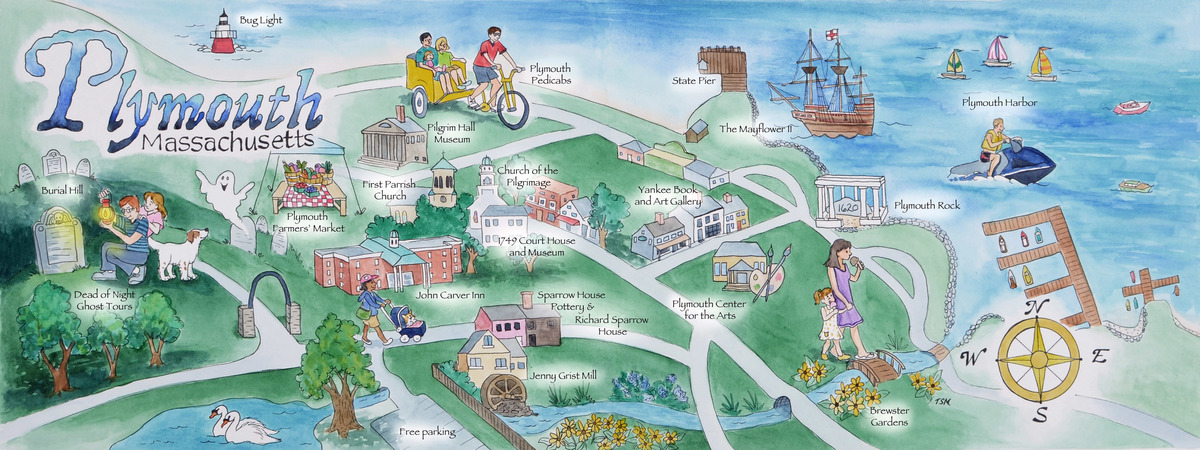 Bug Light
Plymouth
Massachusetts
Plymouth
Pedicabs
State Pier
Plymouth Harbor
Pilgrim Hall
Museum
The Mayflower II
Burial Hill
First Parrish
Church
Church of the
Pilgrimage
Yankee Book
and Art Gallery
1620
Plymouth Rock
Plymouth
Farmers' Market
1749 Court House
and Museum
Dead of Night
Ghost Tours
John Carver Inn
Sparrow House
Pottery &
Richard Sparrow
House
Plymouth Center
for the Arts
N
W
E
S
Jenny Grist Mill
Brewster
Gardens
TSM
Free parking